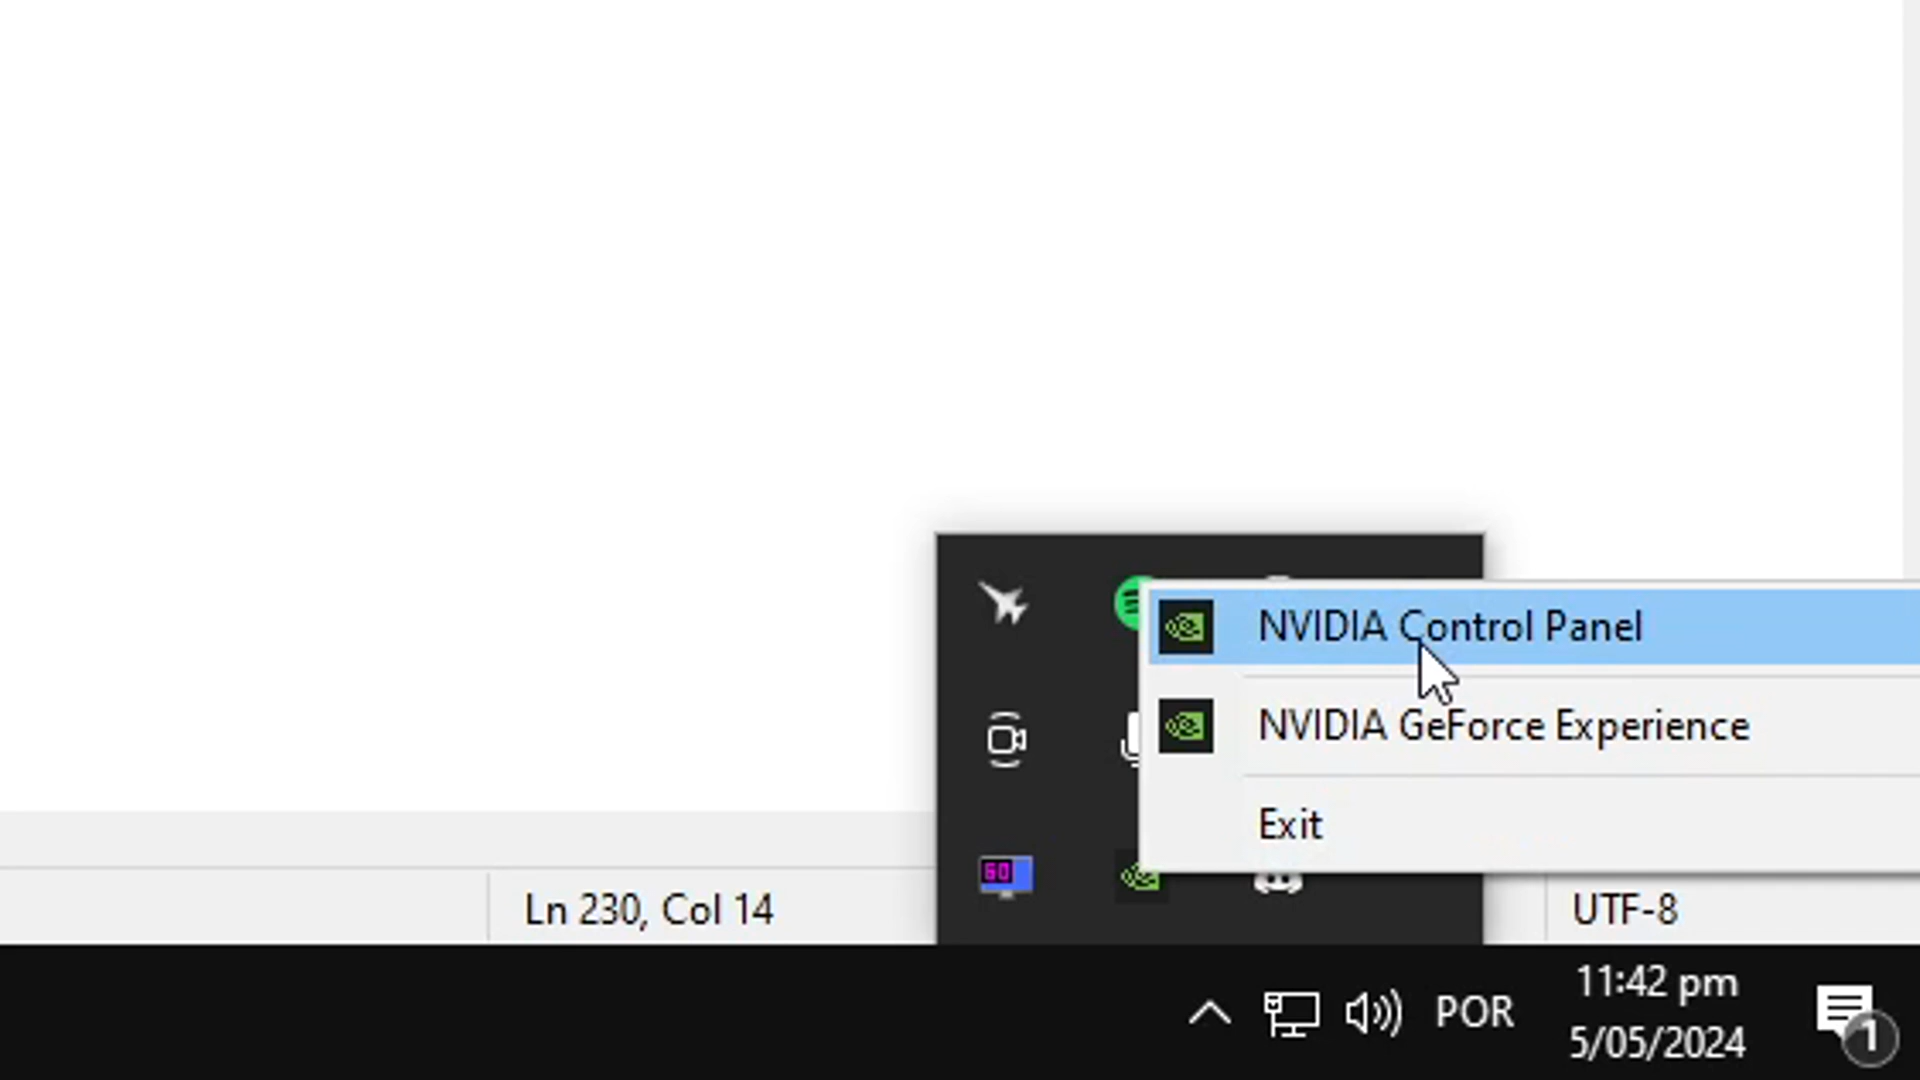 NVIDIA Control Panel
NVIDIA GeForce Experience
Exit
60
Ln 230, Col 14
UTF-8
POR
11:42 pm
5/05/2024
1